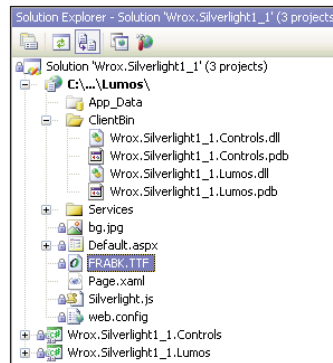 Solution Explorer - Solution 'Wrox.Silverlight1_1' (3 projects
Solution 'Wrox.Silverlight1_1' (3 projects)
C:\...\Lumos\
App_Data
ClientBin
Wrox.Silverlight1_1.Controls.dll
Wrox.Silverlight1_1.Controls.pdb
Wrox.Silverlight1_1.Lumos.dll
Wrox.Silverlight1_1.Lumos.pdb
Services
bg.jpg
Default.aspx
FRABK.TTF
Page.xaml
Silverlight.js
web.config
Wrox.Silverlight1_1.Controls
Wrox.Silverlight1_1.Lumos